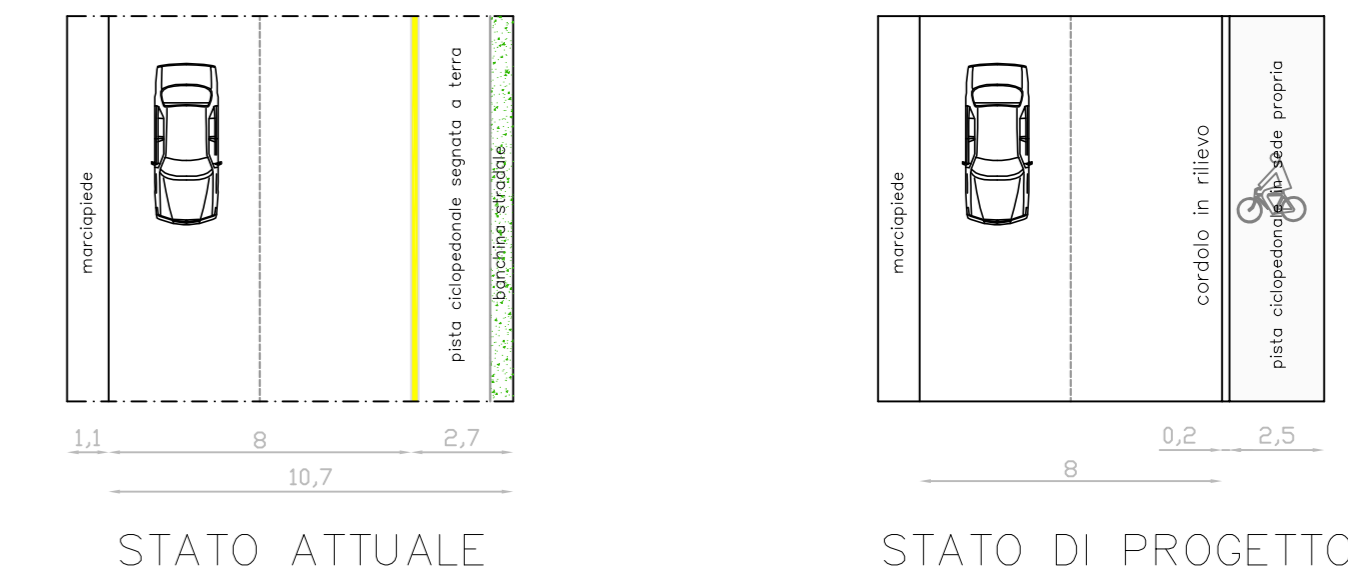 marciapiede
pista ciclopedonale segnata a terra
banchina stradale
1,1
8
2,7
10,7
STATO ATTUALE
marciapiede
cordolo in rilievo
pista ciclopedonale in sede propria
0,2
2,5
8
STATO DI PROGETTO